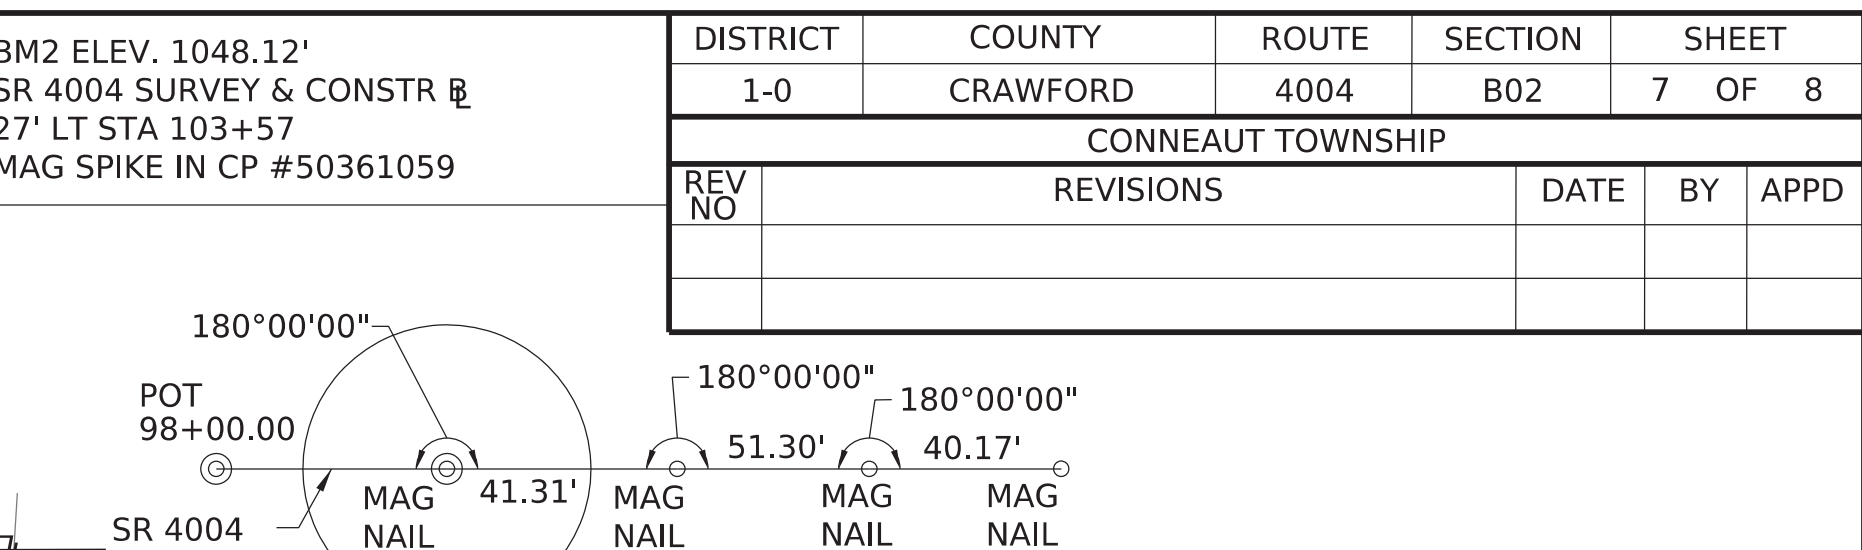 BM2 ELEV. 1048.12'
SR 4004 SURVEY & CONSTR BL
27' LT STA 103+57
MAG SPIKE IN CP #50361059
DISTRICT COUNTY ROUTE SECTION SHEET
1-0 CRAWFORD 4004 B02 7 OF 8
CONNEAUT TOWNSHIP
REV NO REVISIONS DATE BY APPD
180°00'00"
180°00'00"
180°00'00"
POT
98+00.00
51.30'
40.17'
41.31'
MAG
NAIL
MAG
NAIL
MAG
NAIL
MAG
NAIL
SR 4004